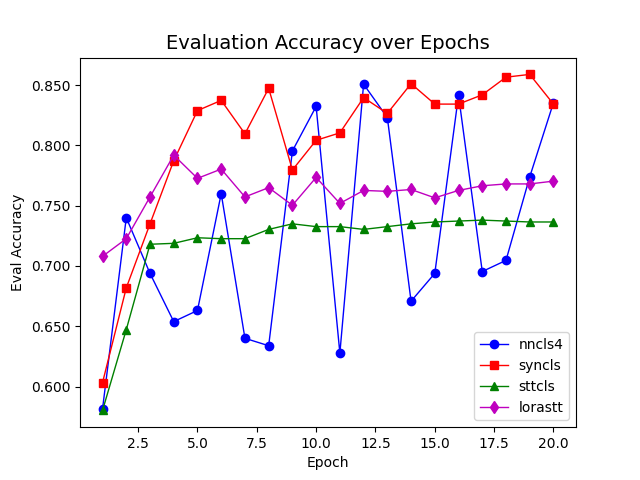 Evaluation Accuracy over Epochs
Eval Accuracy
0.850
0.800
0.750
0.700
0.650
0.600
2.5 5.0 7.5 10.0 12.5 15.0 17.5 20.0
Epoch
nncls4
syncls
sttcls
lorastt